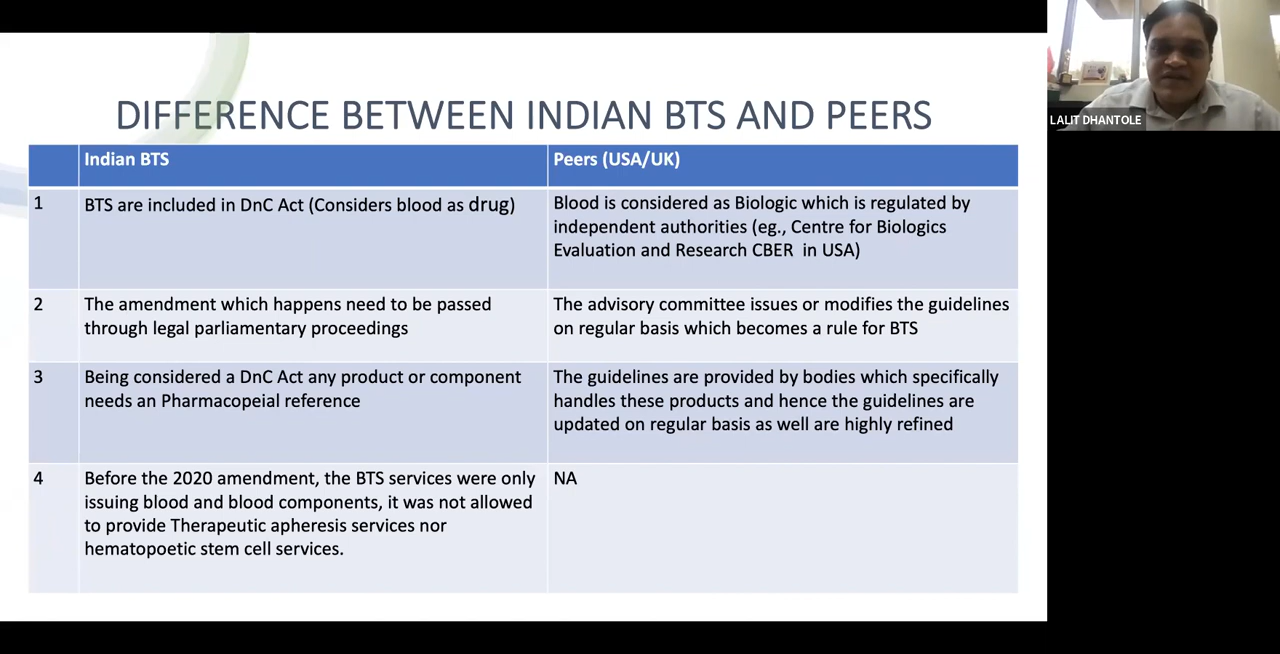 DIFFERENCE BETWEEN INDIAN BTS AND PEERS
Indian BTS
Peers (USA/UK)
1
BTS are included in DnC Act (Considers blood as drug)
Blood is considered as Biologic which is regulated by
independent authorities (eg., Centre for Biologics
Evaluation and Research CBER in USA)
2
The amendment which happens need to be passed
through legal parliamentary proceedings
The advisory committee issues or modifies the guidelines
on regular basis which becomes a rule for BTS
3
Being considered a DnC Act any product or component
needs an Pharmacopeial reference
The guidelines are provided by bodies which specifically
handles these products and hence the guidelines are
updated on regular basis as well are highly refined
4
Before the 2020 amendment, the BTS services were only
issuing blood and blood components, it was not allowed
to provide Therapeutic apheresis services nor
hematopoetic stem cell services.
NA
LALIT DHANTOLE